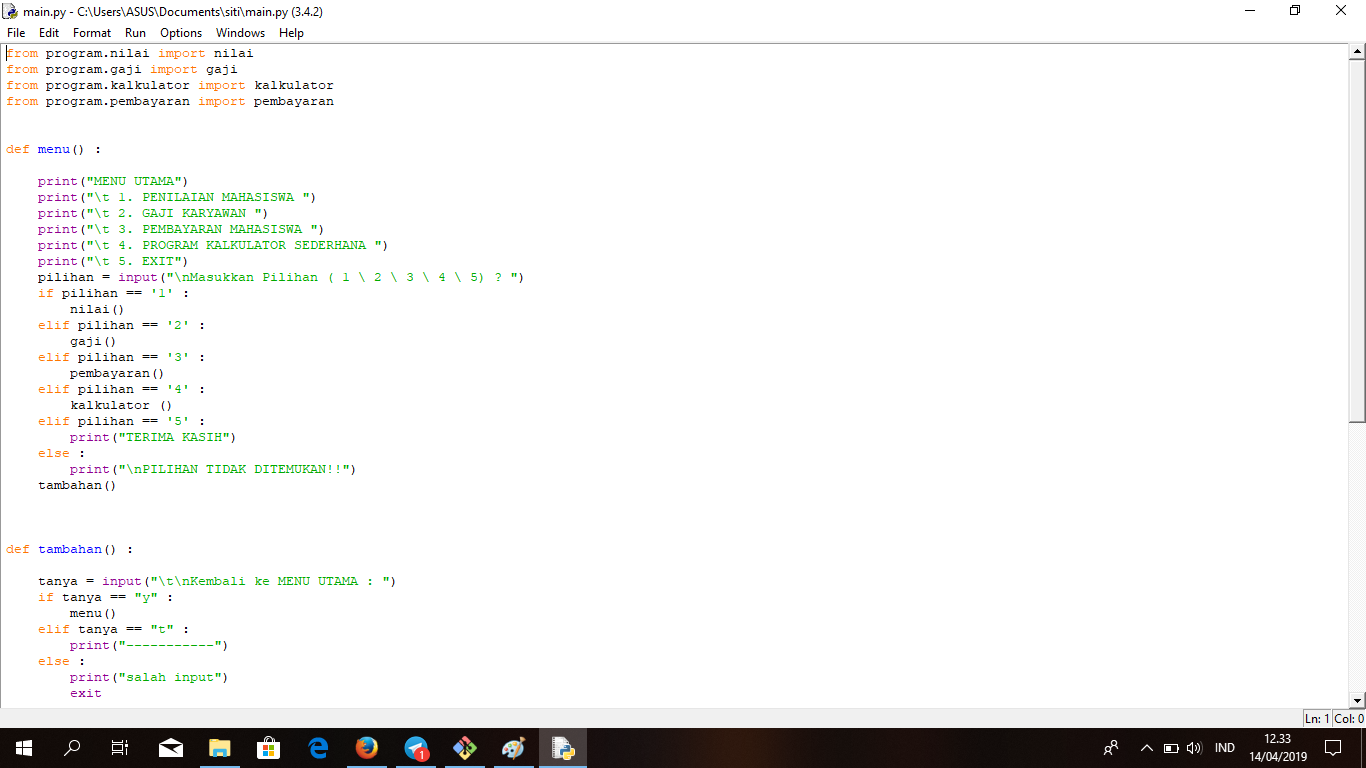 main.py - C:\Users\ASUS\Documents\siti\main.py (3.4.2)
File Edit Format Run Options Windows Help
from program.nilai import nilai
from program.gaji import gaji
from program.kalkulator import kalkulator
from program.pembayaran import pembayaran
def menu() :
    print("MENU UTAMA")
    print("\t 1. PENILAIAN MAHASISWA ")
    print("\t 2. GAJI KARYAWAN ")
    print("\t 3. PEMBAYARAN MAHASISWA ")
    print("\t 4. PROGRAM KALKULATOR SEDERHANA ")
    print("\t 5. EXIT")
    pilihan = input("\nMasukkan Pilihan ( 1 \ 2 \ 3 \ 4 \ 5) ? ")
    if pilihan == '1' :
        nilai()
    elif pilihan == '2' :
        gaji()
    elif pilihan == '3' :
        pembayaran()
    elif pilihan == '4' :
        kalkulator ()
    elif pilihan == '5' :
        print("TERIMA KASIH")
    else :
        print("\nPILIHAN TIDAK DITEMUKAN!!")
    tambahan()
def tambahan() :
    tanya = input("\t\nKembali ke MENU UTAMA : ")
    if tanya == "y" :
        menu()
    elif tanya == "t" :
        print("-----------")
    else :
        print("salah input")
        exit
Ln: 1 Col: 0
1
IND
12.33
14/04/2019